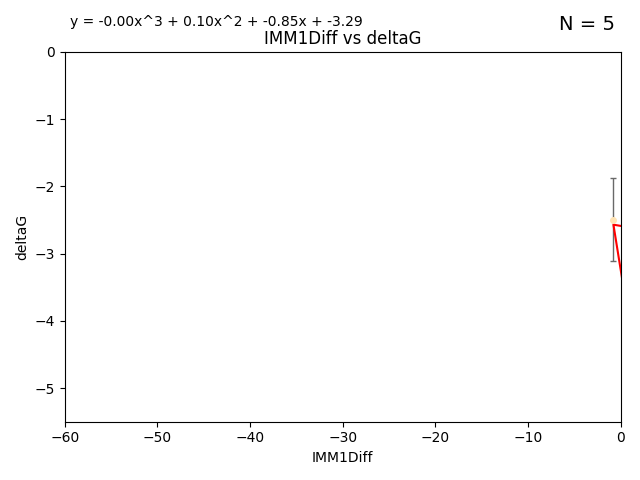 y = -0.00x^3 + 0.10x^2 + -0.85x + -3.29
N = 5
IMM1Diff vs deltaG
0
−1
−2
−3
−4
−5
deltaG
−60 −50 −40 −30 −20 −10 0
IMM1Diff